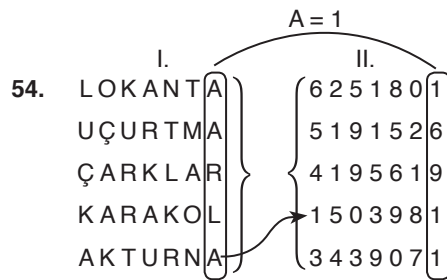 A = 1
I. II.
54. LOKANTA 6251801
UÇURTMA 5191526
ÇARKLAR 4195619
KARAKOL 1503981
AKTURNA 3439071